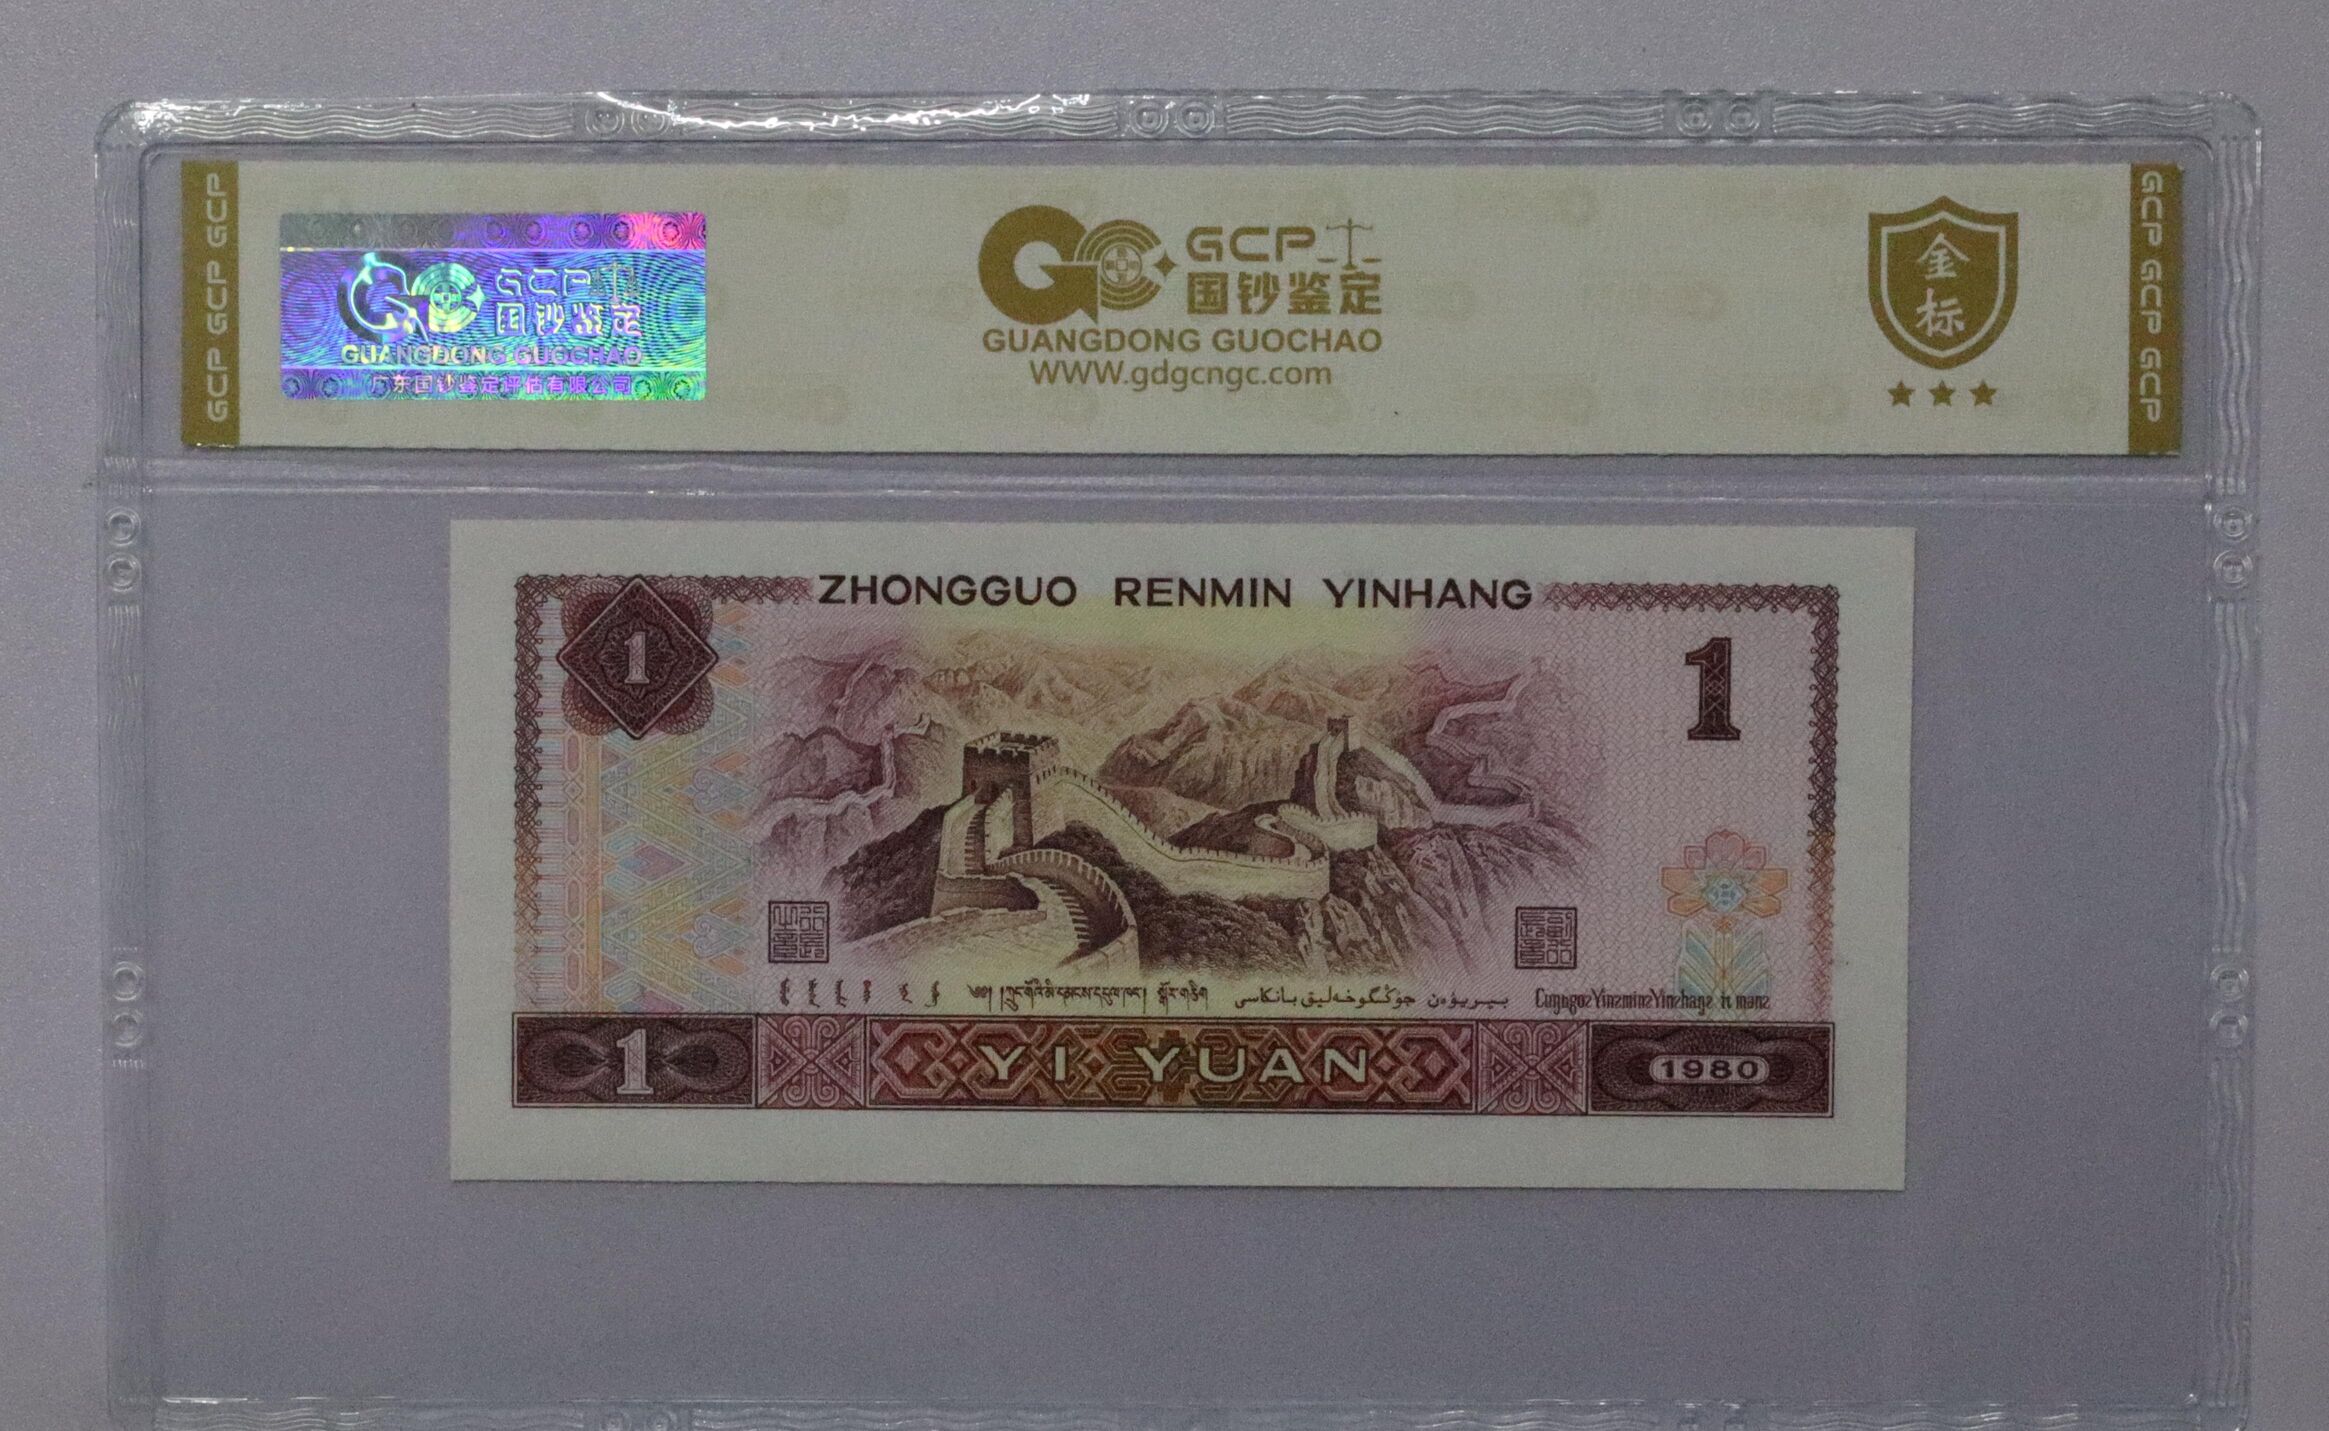 GCP GCP GCP
GCP
国钞鉴定
GUANGDONG GUOCHAO
广东国钞鉴定评估有限公司
GCP
国钞鉴定
GUANGDONG GUOCHAO
WWW.gdgcngc.com
金
标
GCP GCP GCP
ZHONGGUO RENMIN YINHANG
1
1
1
YI YUAN
1980